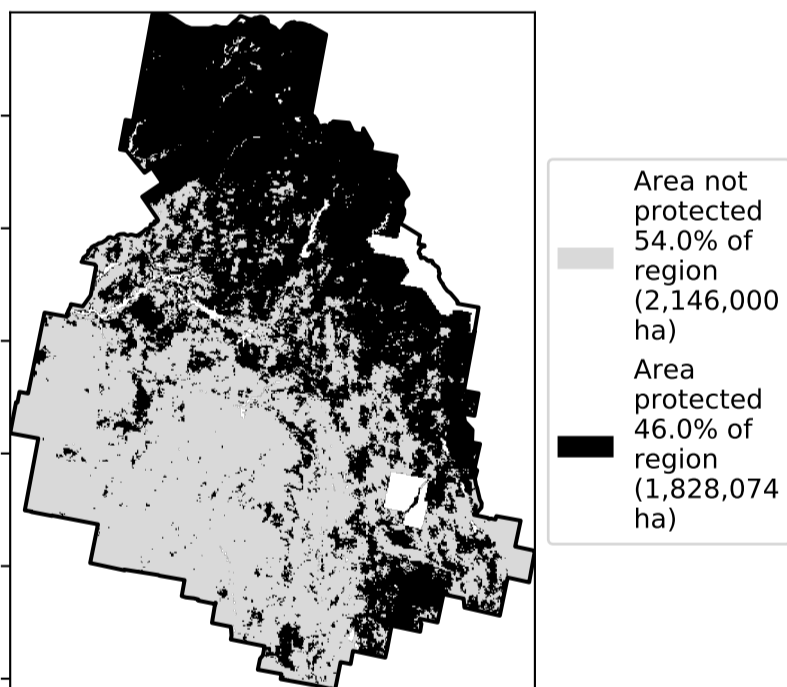 Area not
protected
54.0% of
region
(2,146,000
ha)
Area
protected
46.0% of
region
(1,828,074
ha)